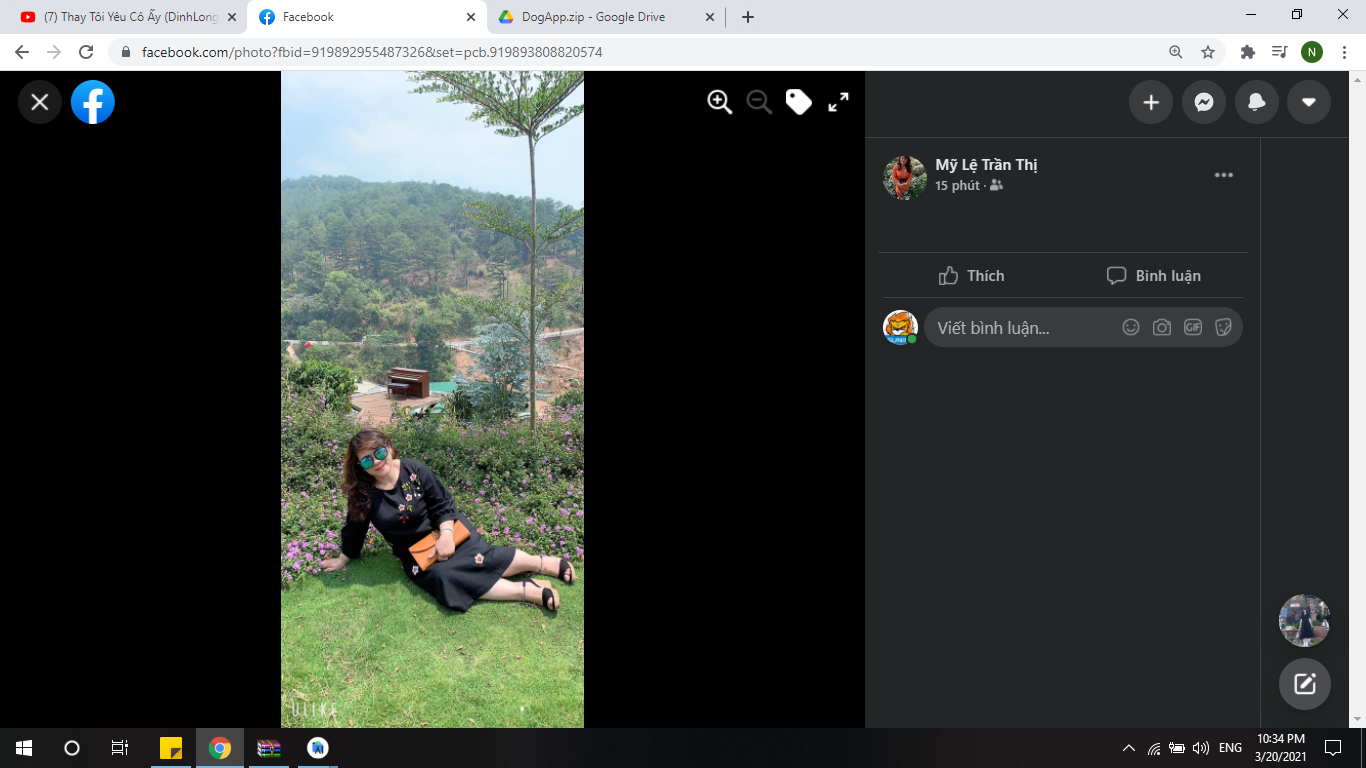 (7) Thay Tôi Yêu Cô Ấy (DinhLong
Facebook
DogApp.zip - Google Drive
facebook.com/photo?fbid=919892955487326&set=pcb.919893808820574
N
Mỹ Lệ Trần Thị
15 phút ·
Thích
Bình luận
Viết bình luận...
GIF
ULIKE
ENG
10:34 PM
3/20/2021